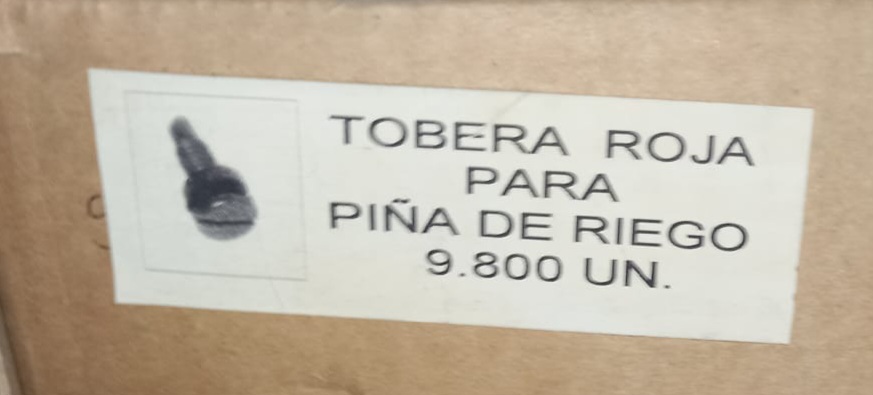 TOBERA ROJA
PARA
PIÑA DE RIEGO
9.800 UN.